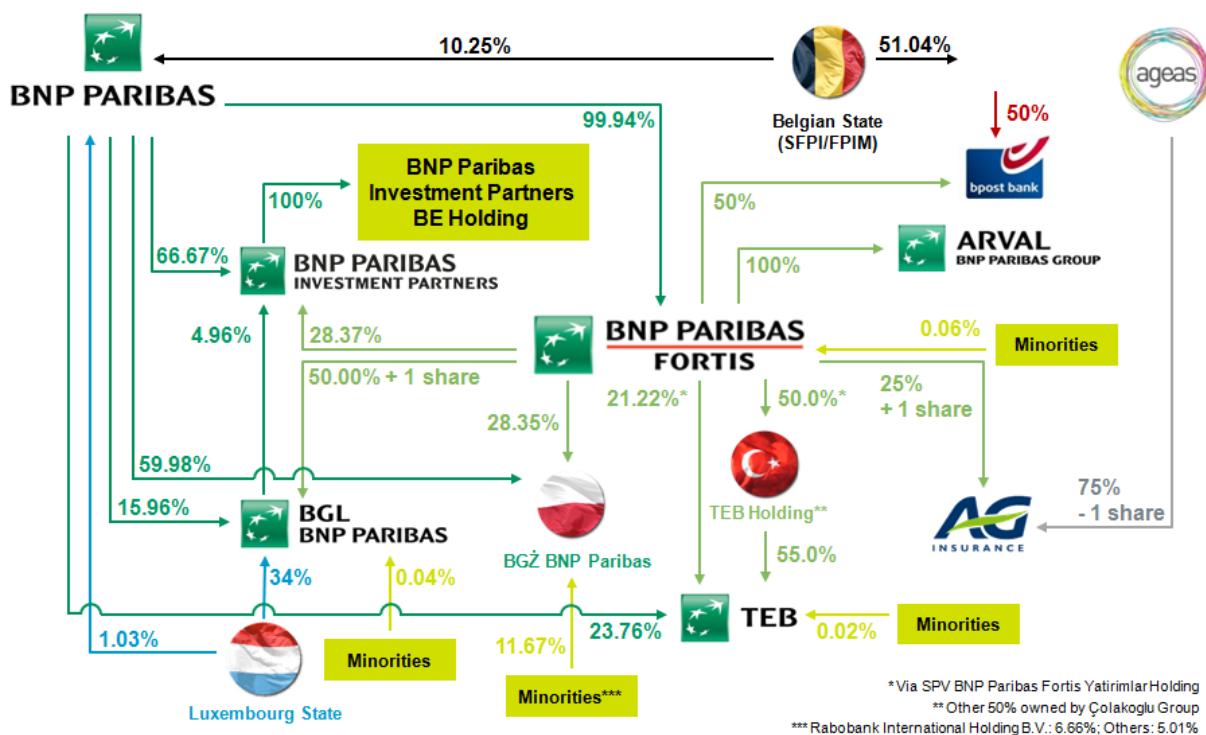 10.25%
51.04%
BNP PARIBAS
ageas
99.94%
Belgian State
(SFPI/FPIM)
50%
bpost bank
BNP Paribas
Investment Partners
BE Holding
100%
50%
ARVAL
BNP PARIBAS GROUP
66.67%
BNP PARIBAS
INVESTMENT PARTNERS
100%
4.96%
28.37%
BNP PARIBAS
FORTIS
0.06%
Minorities
50.00% + 1 share
21.22%*
50.0%*
25%
+ 1 share
28.35%
59.98%
15.96%
BGL
BNP PARIBAS
TEB Holding**
AG
INSURANCE
75%
- 1 share
BGŻ BNP Paribas
55.0%
34%
0.04%
TEB
1.03%
23.76%
0.02%
Minorities
Minorities
11.67%
Minorities***
Luxembourg State
* Via SPV BNP Paribas Fortis Yatirimlar Holding
** Other 50% owned by Çolakoglu Group
*** Rabobank International Holding B.V.: 6.66%; Others: 5.01%